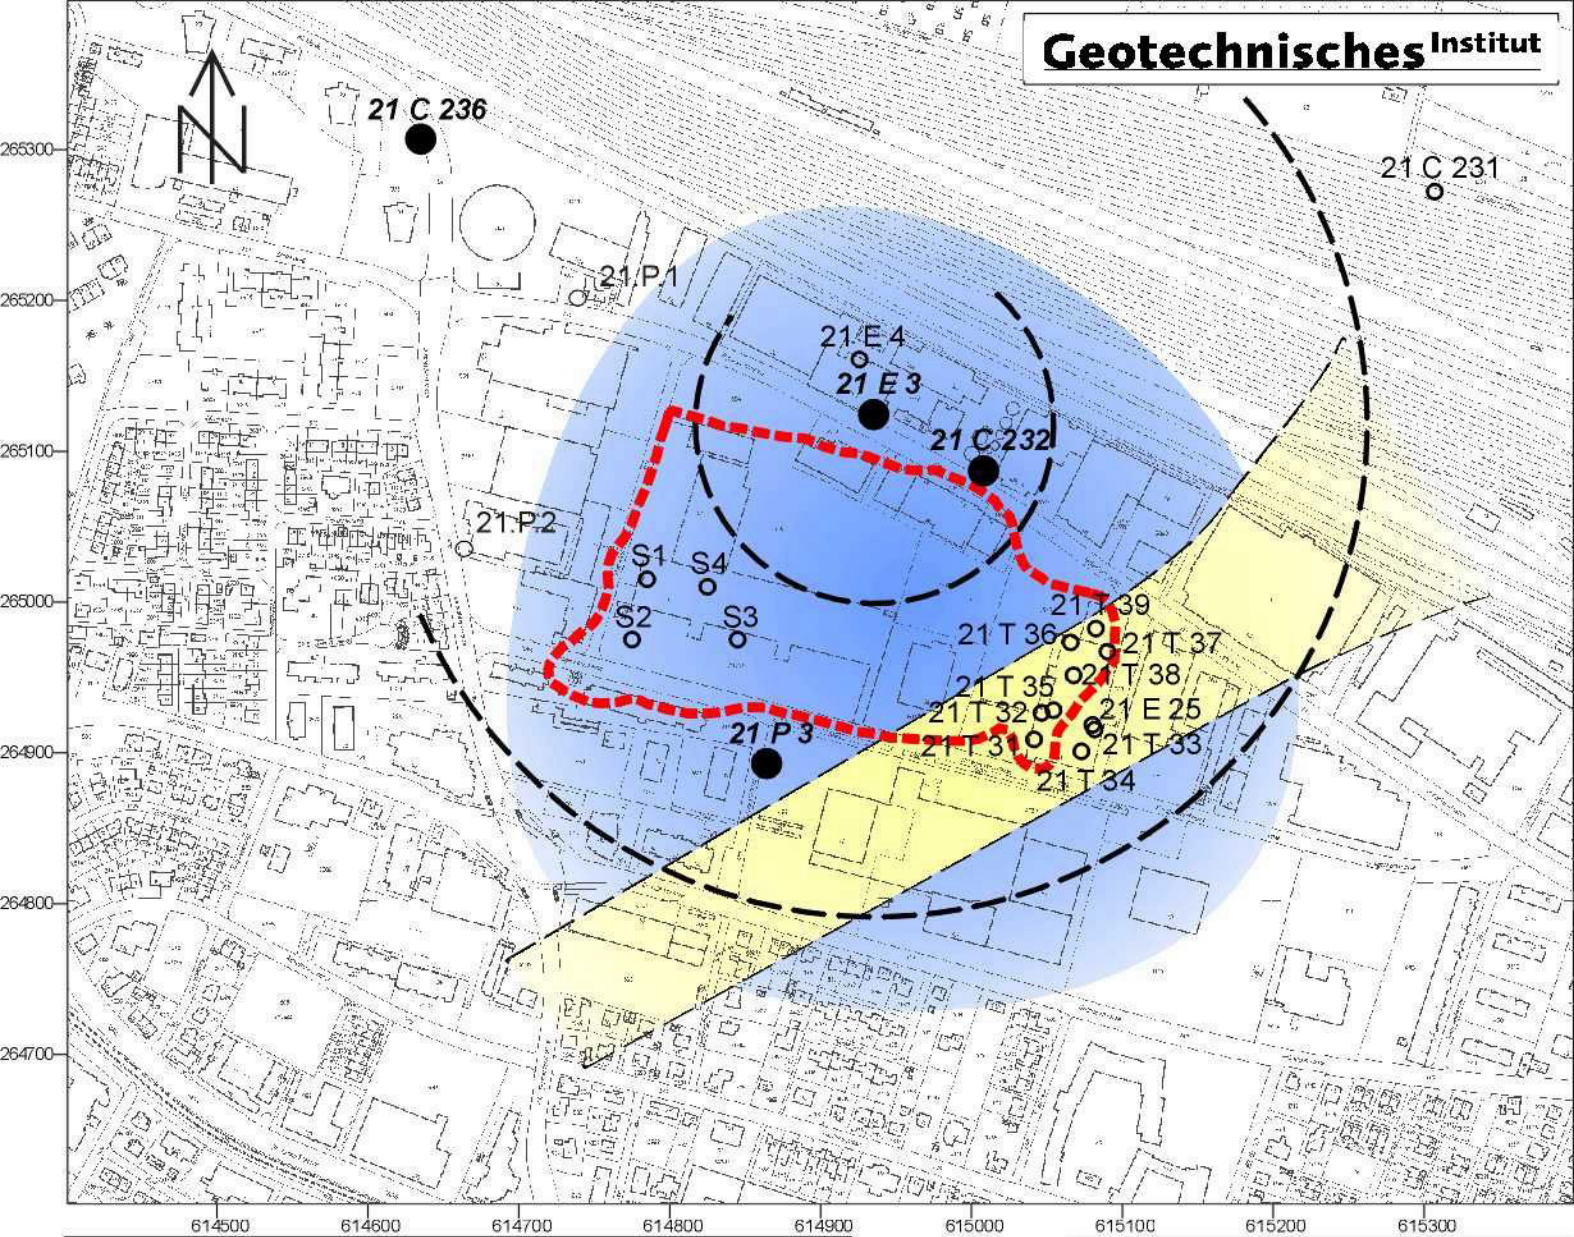 Geotechnisches Institut
21 C 236
21 C 231
265300
21.P.1
265200
21 E 4
21 E 3
265100
21 C 232
21.P.2
S1
S4
265000
21 T 39
S2
S3
21 T 36
21 T 37
21 T 38
21 T 35
21 T 32
21 E 25
21 T 31
21 T 33
21 P 3
264900
21 T 34
264800
264700
614500 614600 614700 614800 614900 615000 615100 615200 615300